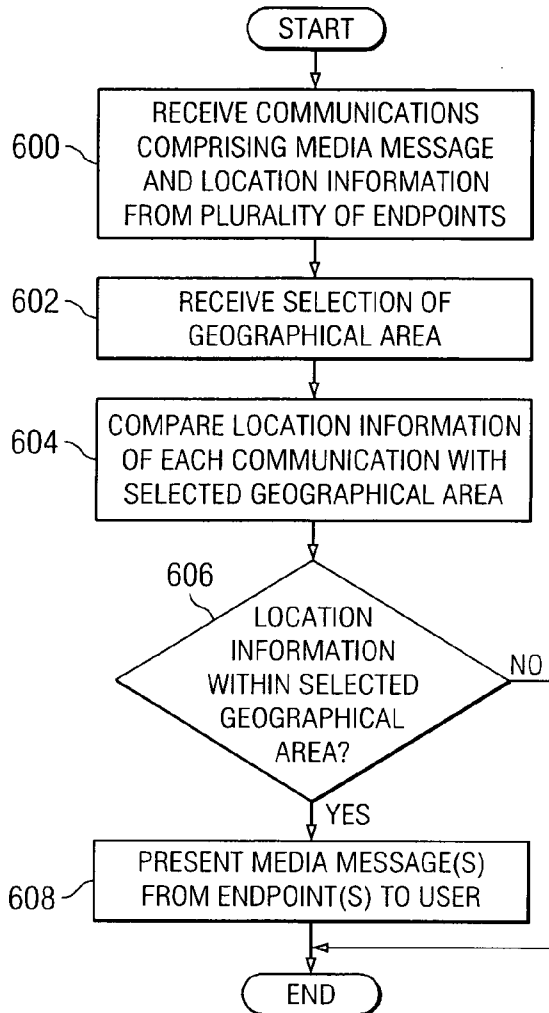 START
600
RECEIVE COMMUNICATIONS
COMPRISING MEDIA MESSAGE
AND LOCATION INFORMATION
FROM PLURALITY OF ENDPOINTS
602
RECEIVE SELECTION OF
GEOGRAPHICAL AREA
604
COMPARE LOCATION INFORMATION
OF EACH COMMUNICATION WITH
SELECTED GEOGRAPHICAL AREA
606
LOCATION
INFORMATION
WITHIN SELECTED
GEOGRAPHICAL
AREA?
NO
YES
608
PRESENT MEDIA MESSAGE(S)
FROM ENDPOINT(S) TO USER
END